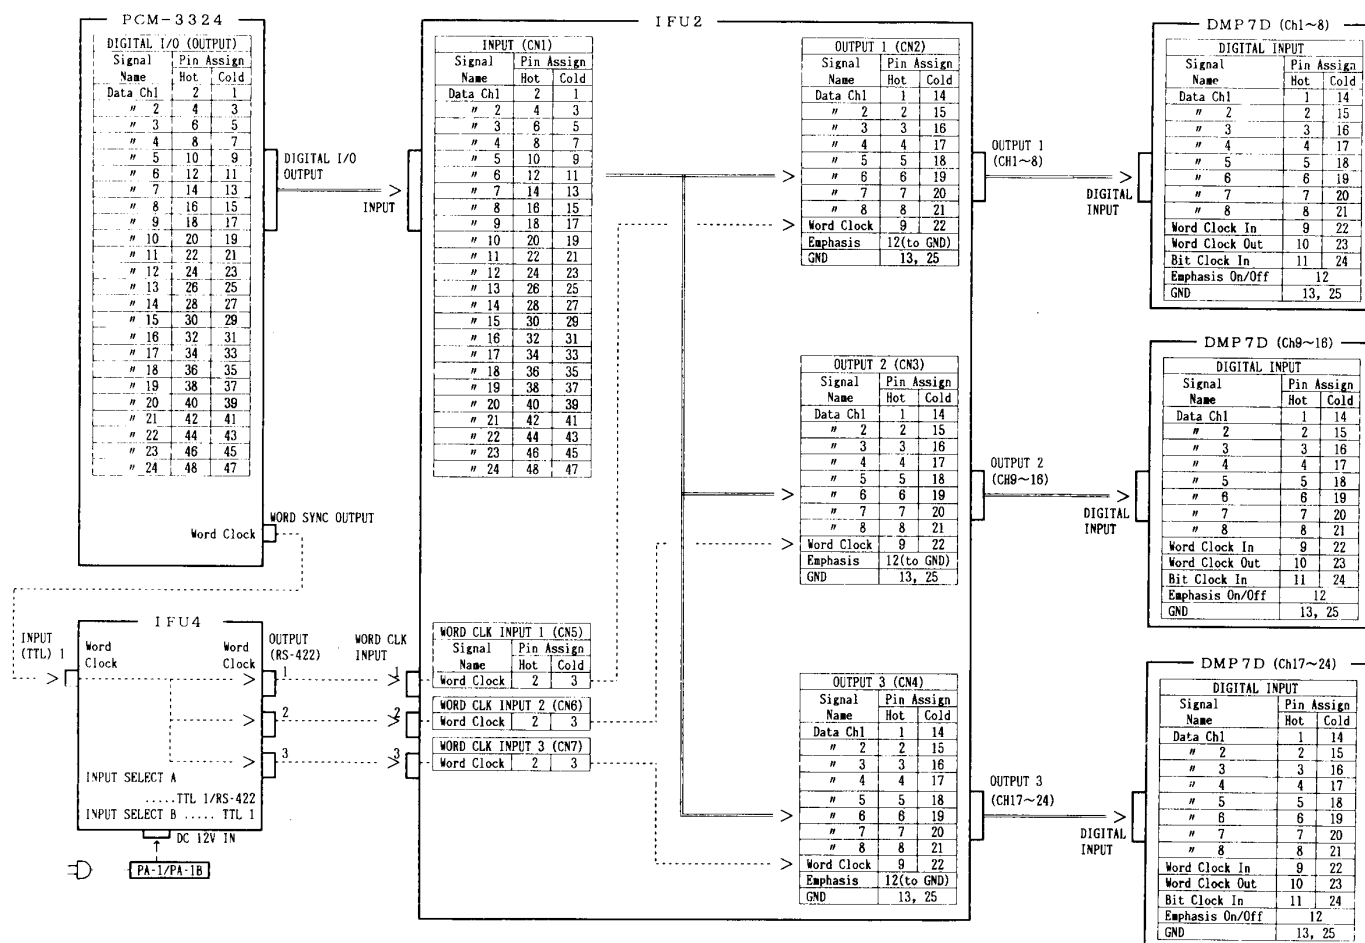 PCM-3324
DIGITAL I/O (OUTPUT)
Signal Pin Assign
Name Hot Cold
Data Ch1 2 1
〃 2 4 3
〃 3 6 5
〃 4 8 7
〃 5 10 9
〃 6 12 11
〃 7 14 13
〃 8 16 15
〃 9 18 17
〃 10 20 19
〃 11 22 21
〃 12 24 23
〃 13 26 25
〃 14 28 27
〃 15 30 29
〃 16 32 31
〃 17 34 33
〃 18 36 35
〃 19 38 37
〃 20 40 39
〃 21 42 41
〃 22 44 43
〃 23 46 45
〃 24 48 47
DIGITAL I/O
OUTPUT
INPUT
WORD SYNC OUTPUT
Word Clock
IFU4
INPUT
(TTL) 1
Word
Clock
Word
Clock
OUTPUT
(RS-422)
1
2
3
INPUT SELECT A
.....TTL 1/RS-422
INPUT SELECT B ..... TTL 1
DC 12V IN
PA-1/PA-1B
WORD CLK
INPUT
1
2
3
IFU2
INPUT (CN1)
Signal Pin Assign
Name Hot Cold
Data Ch1 2 1
〃 2 4 3
〃 3 6 5
〃 4 8 7
〃 5 10 9
〃 6 12 11
〃 7 14 13
〃 8 16 15
〃 9 18 17
〃 10 20 19
〃 11 22 21
〃 12 24 23
〃 13 26 25
〃 14 28 27
〃 15 30 29
〃 16 32 31
〃 17 34 33
〃 18 36 35
〃 19 38 37
〃 20 40 39
〃 21 42 41
〃 22 44 43
〃 23 46 45
〃 24 48 47
WORD CLK INPUT 1 (CN5)
Signal Pin Assign
Name Hot Cold
Word Clock 2 3
WORD CLK INPUT 2 (CN6)
Word Clock 2 3
WORD CLK INPUT 3 (CN7)
Word Clock 2 3
OUTPUT 1 (CN2)
Signal Pin Assign
Name Hot Cold
Data Ch1 1 14
〃 2 2 15
〃 3 3 16
〃 4 4 17
〃 5 5 18
〃 6 6 19
〃 7 7 20
〃 8 8 21
Word Clock 9 22
Emphasis 12(to GND)
GND 13, 25
OUTPUT 2 (CN3)
Signal Pin Assign
Name Hot Cold
Data Ch1 1 14
〃 2 2 15
〃 3 3 16
〃 4 4 17
〃 5 5 18
〃 6 6 19
〃 7 7 20
〃 8 8 21
Word Clock 9 22
Emphasis 12(to GND)
GND 13, 25
OUTPUT 3 (CN4)
Signal Pin Assign
Name Hot Cold
Data Ch1 1 14
〃 2 2 15
〃 3 3 16
〃 4 4 17
〃 5 5 18
〃 6 6 19
〃 7 7 20
〃 8 8 21
Word Clock 9 22
Emphasis 12(to GND)
GND 13, 25
OUTPUT 1
(CH1~8)
DIGITAL
INPUT
OUTPUT 2
(CH9~16)
DIGITAL
INPUT
OUTPUT 3
(CH17~24)
DIGITAL
INPUT
DMP7D (Ch1~8)
DIGITAL INPUT
Signal Pin Assign
Name Hot Cold
Data Ch1 1 14
〃 2 2 15
〃 3 3 16
〃 4 4 17
〃 5 5 18
〃 6 6 19
〃 7 7 20
〃 8 8 21
Word Clock In 9 22
Word Clock Out 10 23
Bit Clock In 11 24
Emphasis On/Off 12
GND 13, 25
DMP7D (Ch9~16)
DIGITAL INPUT
Signal Pin Assign
Name Hot Cold
Data Ch1 1 14
〃 2 2 15
〃 3 3 16
〃 4 4 17
〃 5 5 18
〃 6 6 19
〃 7 7 20
〃 8 8 21
Word Clock In 9 22
Word Clock Out 10 23
Bit Clock In 11 24
Emphasis On/Off 12
GND 13, 25
DMP7D (Ch17~24)
DIGITAL INPUT
Signal Pin Assign
Name Hot Cold
Data Ch1 1 14
〃 2 2 15
〃 3 3 16
〃 4 4 17
〃 5 5 18
〃 6 6 19
〃 7 7 20
〃 8 8 21
Word Clock In 9 22
Word Clock Out 10 23
Bit Clock In 11 24
Emphasis On/Off 12
GND 13, 25